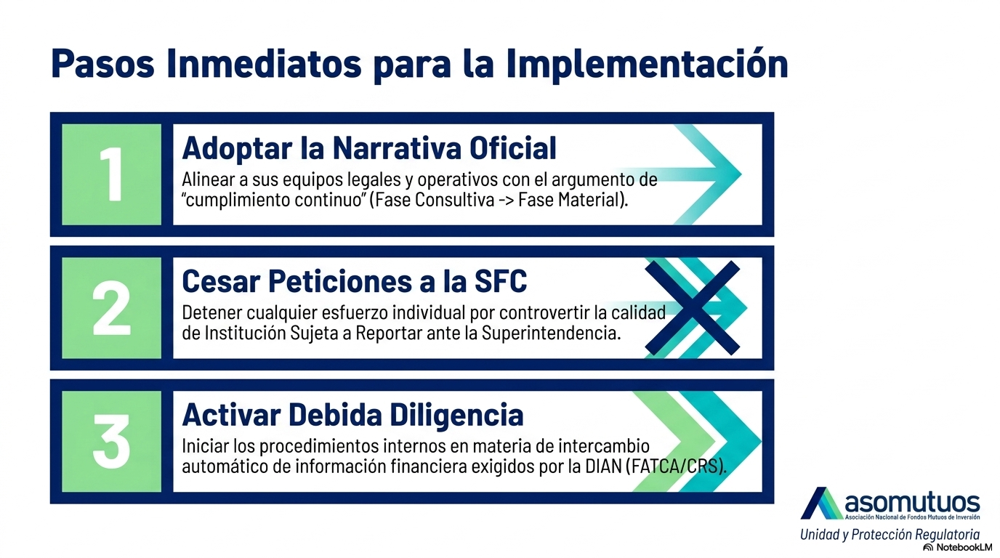 Pasos Inmediatos para la Implementación
1
Adoptar la Narrativa Oficial
Alinear a sus equipos legales y operativos con el argumento de
“cumplimiento continuo” (Fase Consultiva -> Fase Material).
2
Cesar Peticiones a la SFC
Detener cualquier esfuerzo individual por controvertir la calidad
de Institución Sujeta a Reportar ante la Superintendencia.
3
Activar Debida Diligencia
Iniciar los procedimientos internos en materia de intercambio
automático de información financiera exigidos por la DIAN (FATCA/CRS).
asomutuos
Asociación Nacional de Fondos Mutuos de Inversión
Unidad y Protección Regulatoria
NotebookLM